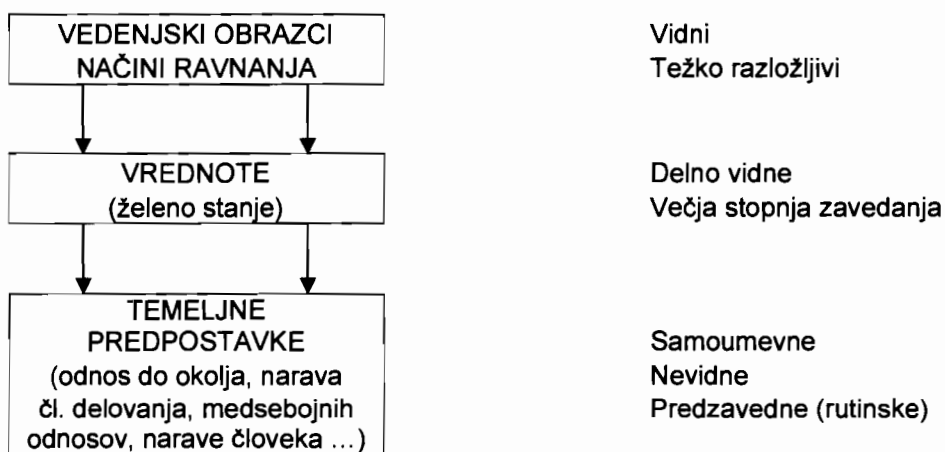 VEDENJSKI OBRAZCI
NAČINI RAVNANJA
Vidni
Težko razložljivi
VREDNOTE
(želeno stanje)
Delno vidne
Večja stopnja zavedanja
TEMELJNE
PREDPOSTAVKE
(odnos do okolja, narava
čl. delovanja, medsebojnih
odnosov, narave človeka ...)
Samoumevne
Nevidne
Predzavedne (rutinske)